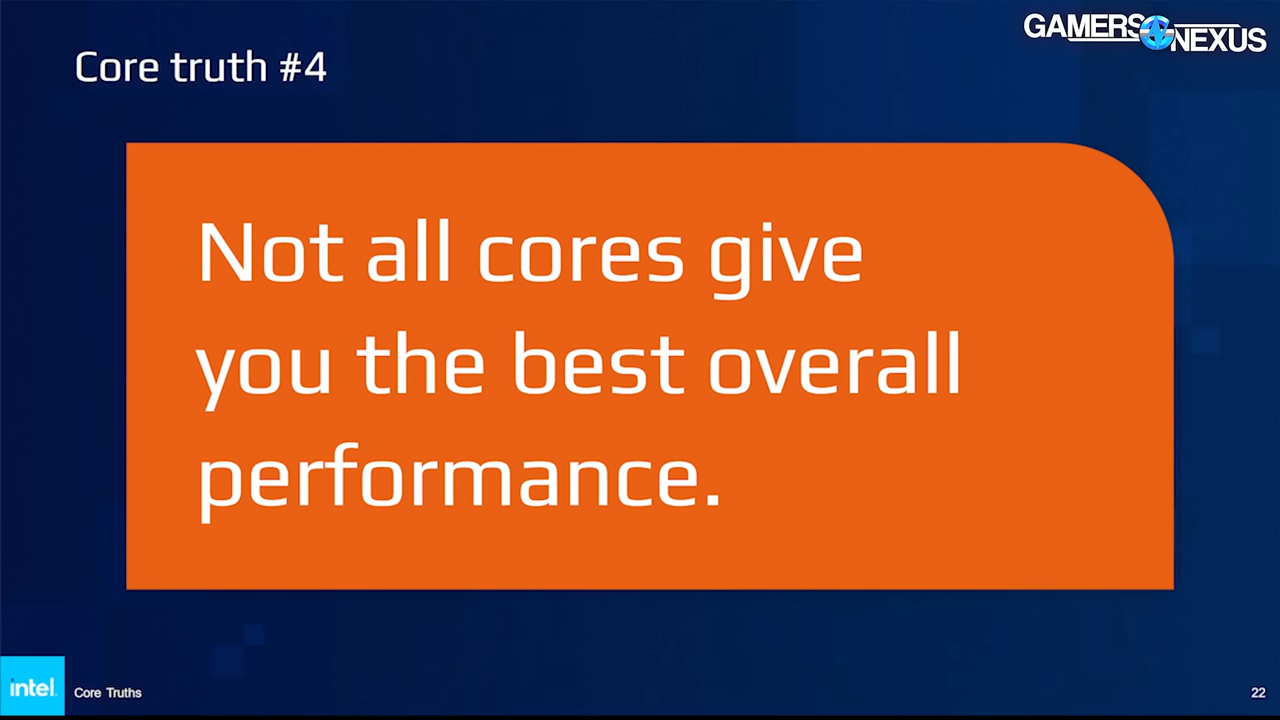 GAMERS NEXUS
Core truth #4
Not all cores give
you the best overall
performance.
intel.
Core Truths
22